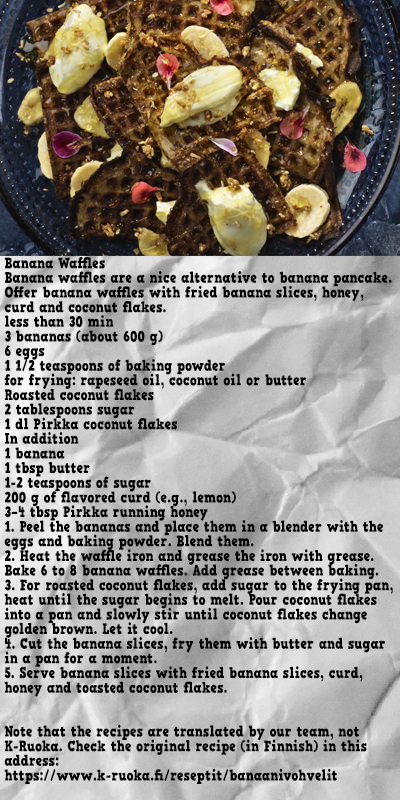 Banana Waffles
Banana waffles are a nice alternative to banana pancake.
Offer banana waffles with fried banana slices, honey,
curd and coconut flakes.
less than 30 min
3 bananas (about 600 g)
6 eggs
1 1/2 teaspoons of baking powder
for frying: rapeseed oil, coconut oil or butter
Roasted coconut flakes
2 tablespoons sugar
1 dl Pirkka coconut flakes
In addition
1 banana
1 tbsp butter
1-2 teaspoons of sugar
200 g of flavored curd (e.g., lemon)
3-4 tbsp Pirkka running honey
1. Peel the bananas and place them in a blender with the
eggs and baking powder. Blend them.
2. Heat the waffle iron and grease the iron with grease.
Bake 6 to 8 banana waffles. Add grease between baking.
3. For roasted coconut flakes, add sugar to the frying pan,
heat until the sugar begins to melt. Pour coconut flakes
into a pan and slowly stir until coconut flakes change
golden brown. Let it cool.
4. Cut the banana slices, fry them with butter and sugar
in a pan for a moment.
5. Serve banana slices with fried banana slices, curd,
honey and toasted coconut flakes.
Note that the recipes are translated by our team, not
K-Ruoka. Check the original recipe (in Finnish) in this
address:
https://www.k-ruoka.fi/reseptit/banaanivohvelit